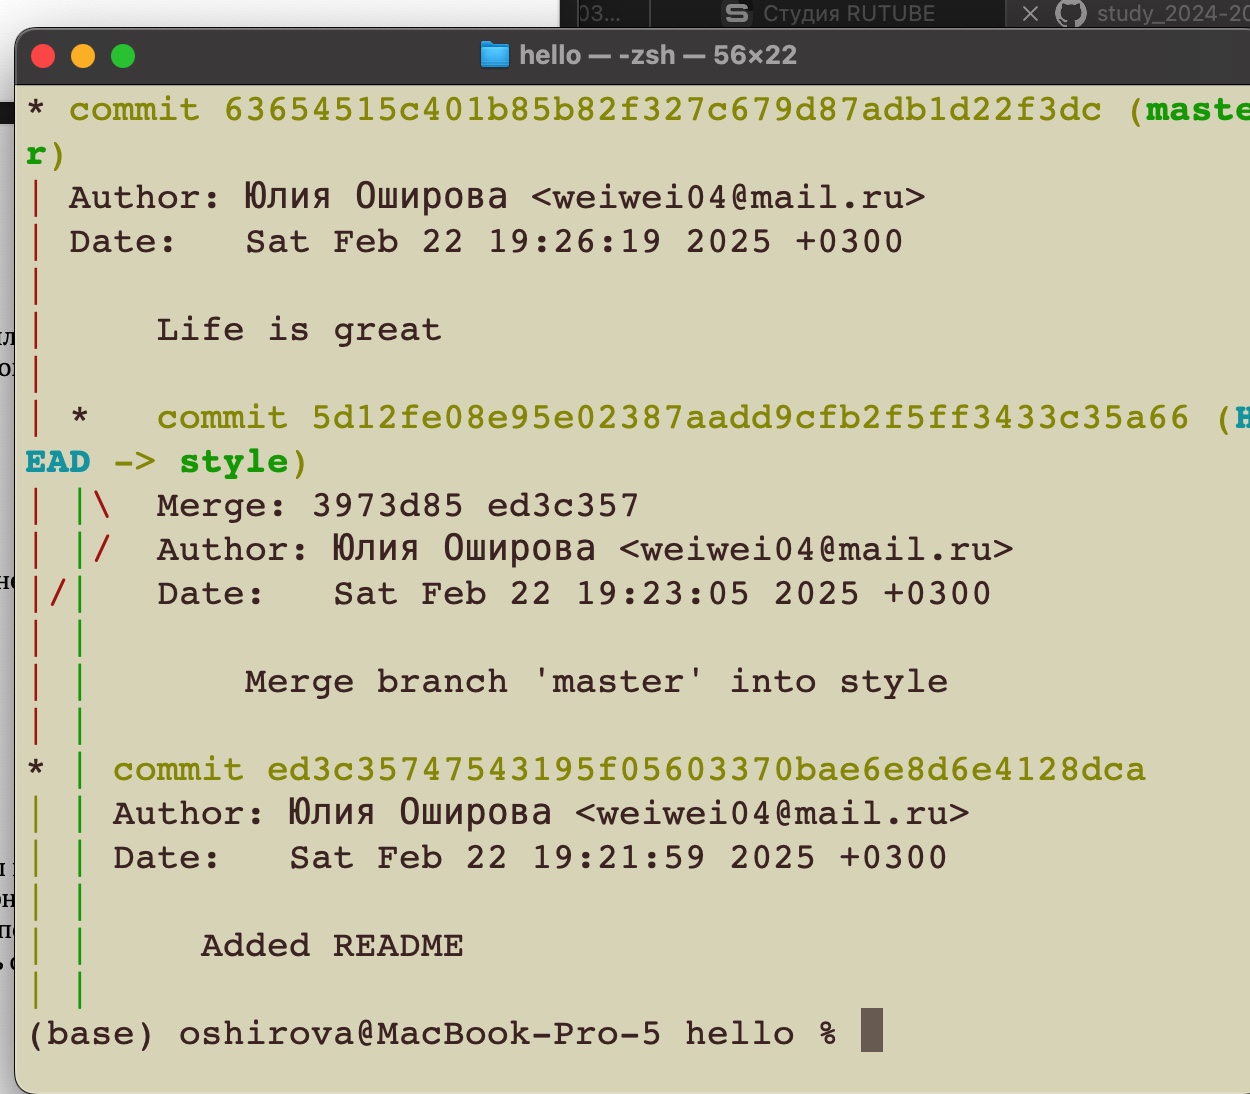 03...
Студия RUTUBE
study_2024-20
hello — -zsh — 56×22
* commit 63654515c401b85b82f327c679d87adb1d22f3dc (maste
r)
| Author: Юлия Оширова <weiwei04@mail.ru>
| Date:   Sat Feb 22 19:26:19 2025 +0300
|
|     Life is great
|
| *   commit 5d12fe08e95e02387aadd9cfb2f5ff3433c35a66 (H
EAD -> style)
| |\  Merge: 3973d85 ed3c357
| |/  Author: Юлия Оширова <weiwei04@mail.ru>
|/|   Date:   Sat Feb 22 19:23:05 2025 +0300
| |
| |       Merge branch 'master' into style
| |
* | commit ed3c35747543195f05603370bae6e8d6e4128dca
| | Author: Юлия Оширова <weiwei04@mail.ru>
| | Date:   Sat Feb 22 19:21:59 2025 +0300
| |
| |     Added README
| |
(base) oshirova@MacBook-Pro-5 hello %